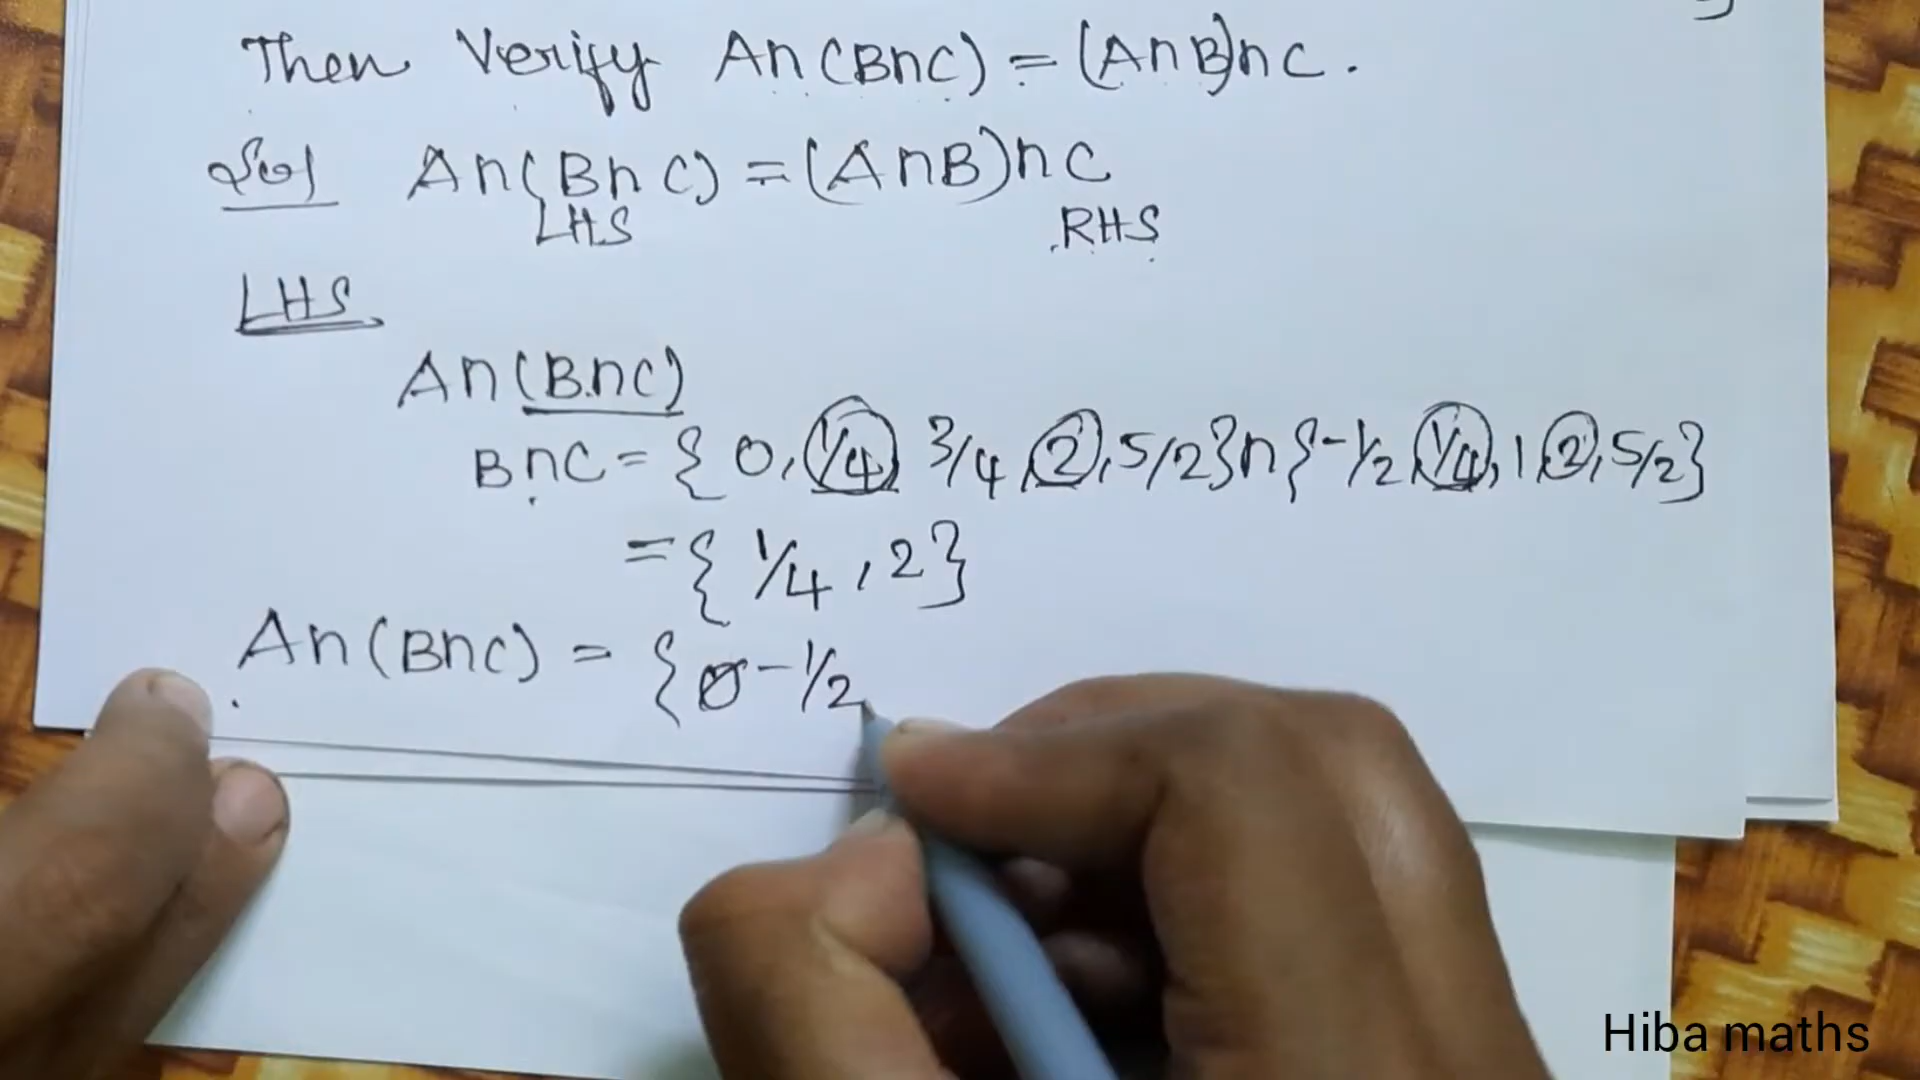 Then Verify A∩(B∩C) = (A∩B)∩C.
Sol A∩(B∩C) = (A∩B)∩C
LHS RHS
LHS
A∩(B∩C)
B∩C = { 0, 1/4 3/4, 2, 5/2}∩{-1/2 1/4, 1 2, 5/2}
= { 1/4, 2}
A∩(B∩C) = { -1/2
Hiba maths